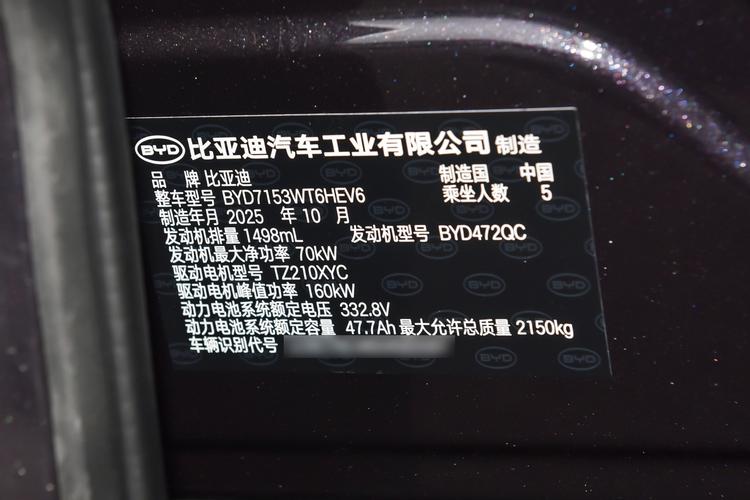 BYD 比亚迪汽车工业有限公司 制造
品 牌 比亚迪 制造国 中国
整车型号 BYD7153WT6HEV6 乘坐人数 5
制造年月 2025 年 10 月
发动机排量 1498mL 发动机型号 BYD472QC
发动机最大净功率 70kW
驱动电机型号 TZ210XYC
驱动电机峰值功率 160kW
动力电池系统额定电压 332.8V
动力电池系统额定容量 47.7Ah 最大允许总质量 2150kg
车辆识别代号